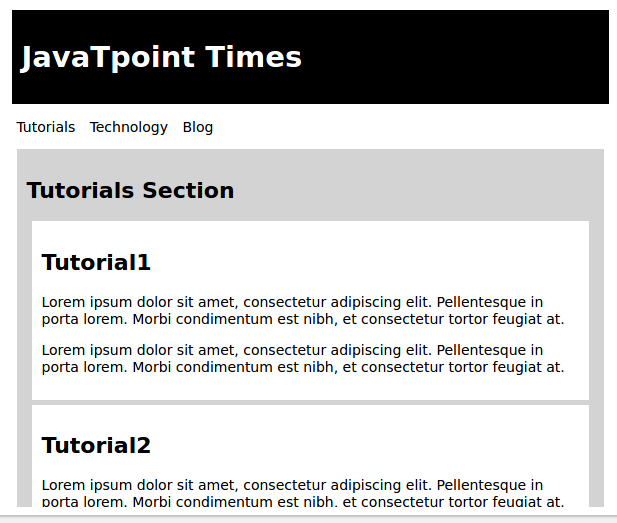 JavaTpoint Times
Tutorials Technology Blog
Tutorials Section
Tutorial1
Lorem ipsum dolor sit amet, consectetur adipiscing elit. Pellentesque in
porta lorem. Morbi condimentum est nibh, et consectetur tortor feugiat at.
Lorem ipsum dolor sit amet, consectetur adipiscing elit. Pellentesque in
porta lorem. Morbi condimentum est nibh, et consectetur tortor feugiat at.
Tutorial2
Lorem ipsum dolor sit amet, consectetur adipiscing elit. Pellentesque in
porta lorem. Morbi condimentum est nibh, et consectetur tortor feugiat at.